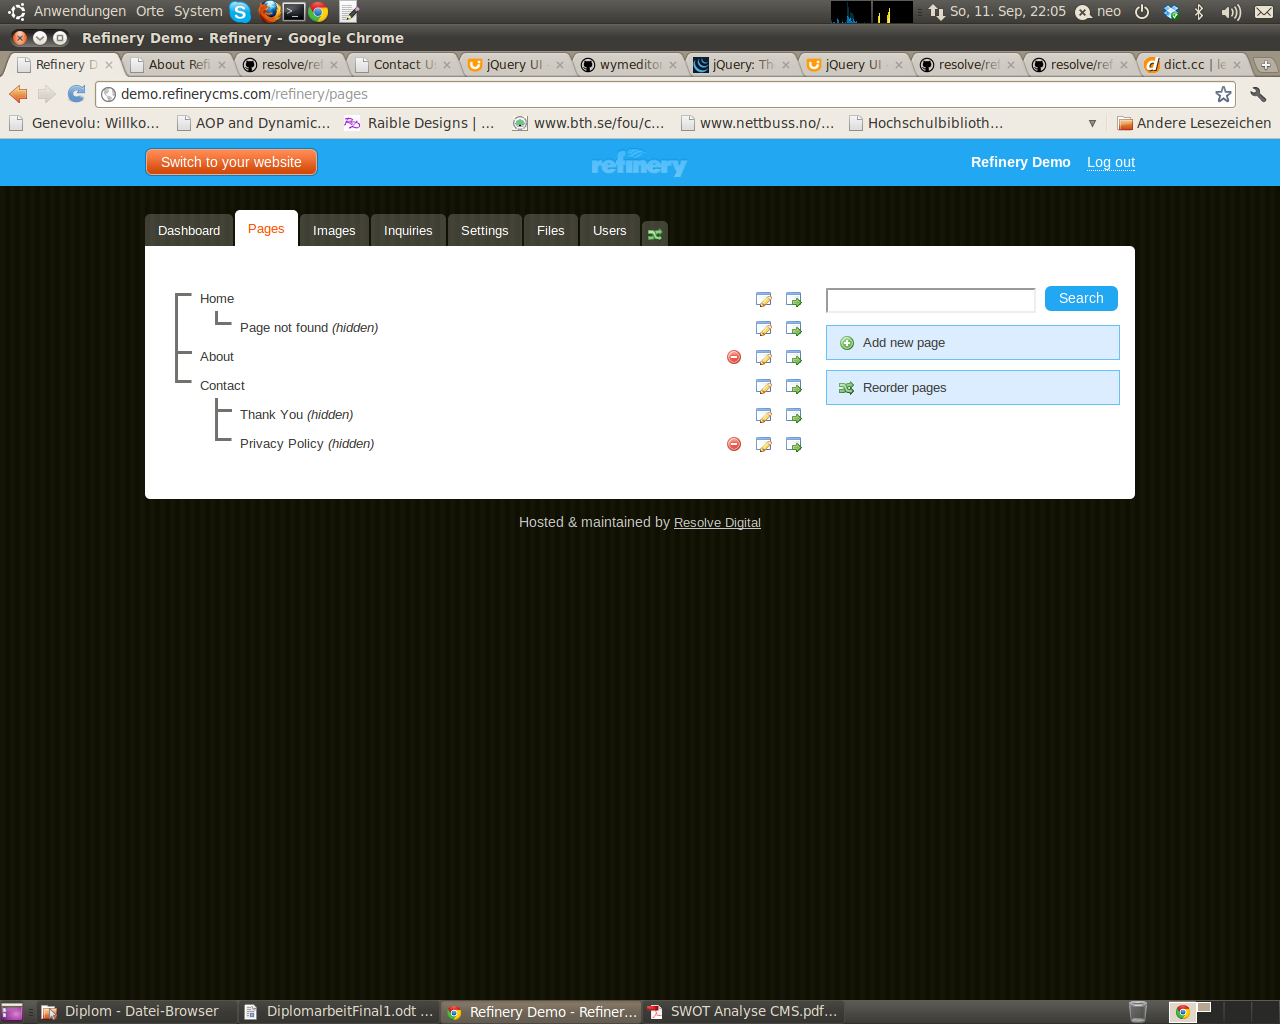 Anwendungen Orte System So, 11. Sep, 22:05 neo
Refinery Demo - Refinery - Google Chrome
Refinery D About Refi resolve/ref Contact Us jQuery UI - wymeditor jQuery: Th jQuery UI - resolve/ref resolve/ref dict.cc | le
demo.refinerycms.com/refinery/pages
Genevolu: Willko... AOP and Dynamic... Raible Designs | ... www.bth.se/fou/c... www.nettbuss.no/... Hochschulbiblioth... Andere Lesezeichen
Switch to your website refinery Refinery Demo Log out
Dashboard Pages Images Inquiries Settings Files Users
Home
Search
Page not found (hidden)
Add new page
About
Contact
Reorder pages
Thank You (hidden)
Privacy Policy (hidden)
Hosted & maintained by Resolve Digital
Diplom - Datei-Browser DiplomarbeitFinal1.odt ... Refinery Demo - Refiner... SWOT Analyse CMS.pdf...